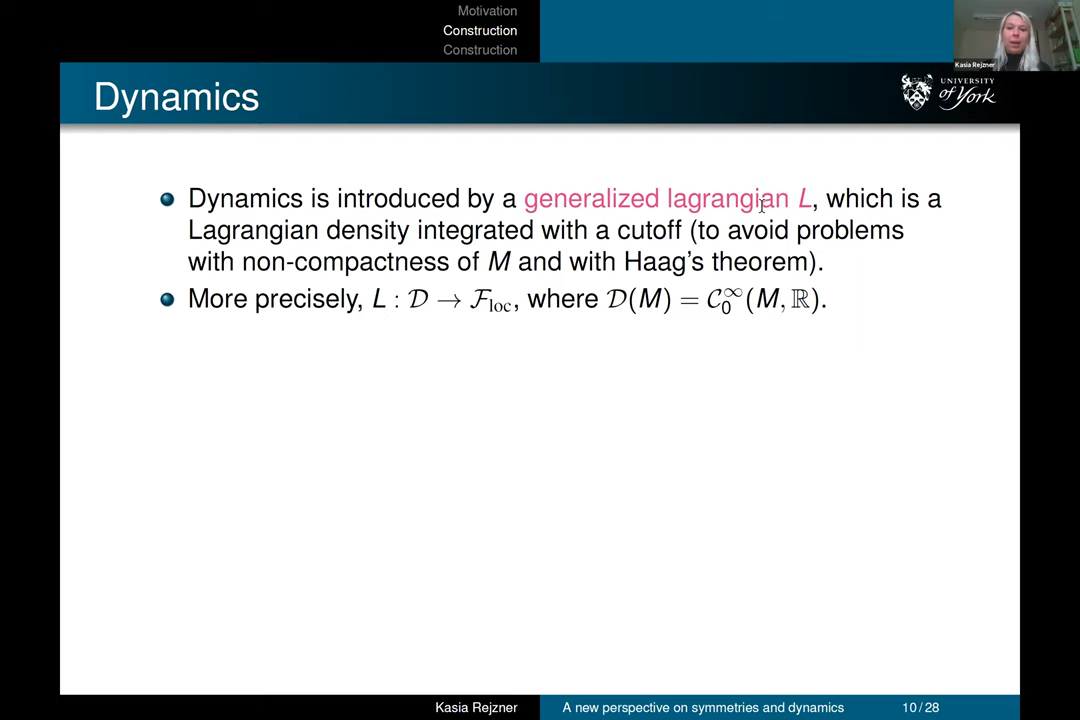 Motivation
Construction
Construction
Kasia Rejzner
Dynamics
UNIVERSITY
of York
Dynamics is introduced by a generalized lagrangian L, which is a
Lagrangian density integrated with a cutoff (to avoid problems
with non-compactness of M and with Haag's theorem).
More precisely, L : 𝒟 → ℱ_loc, where 𝒟(M) = 𝒞₀^∞(M, ℝ).
Kasia Rejzner
A new perspective on symmetries and dynamics
10 / 28